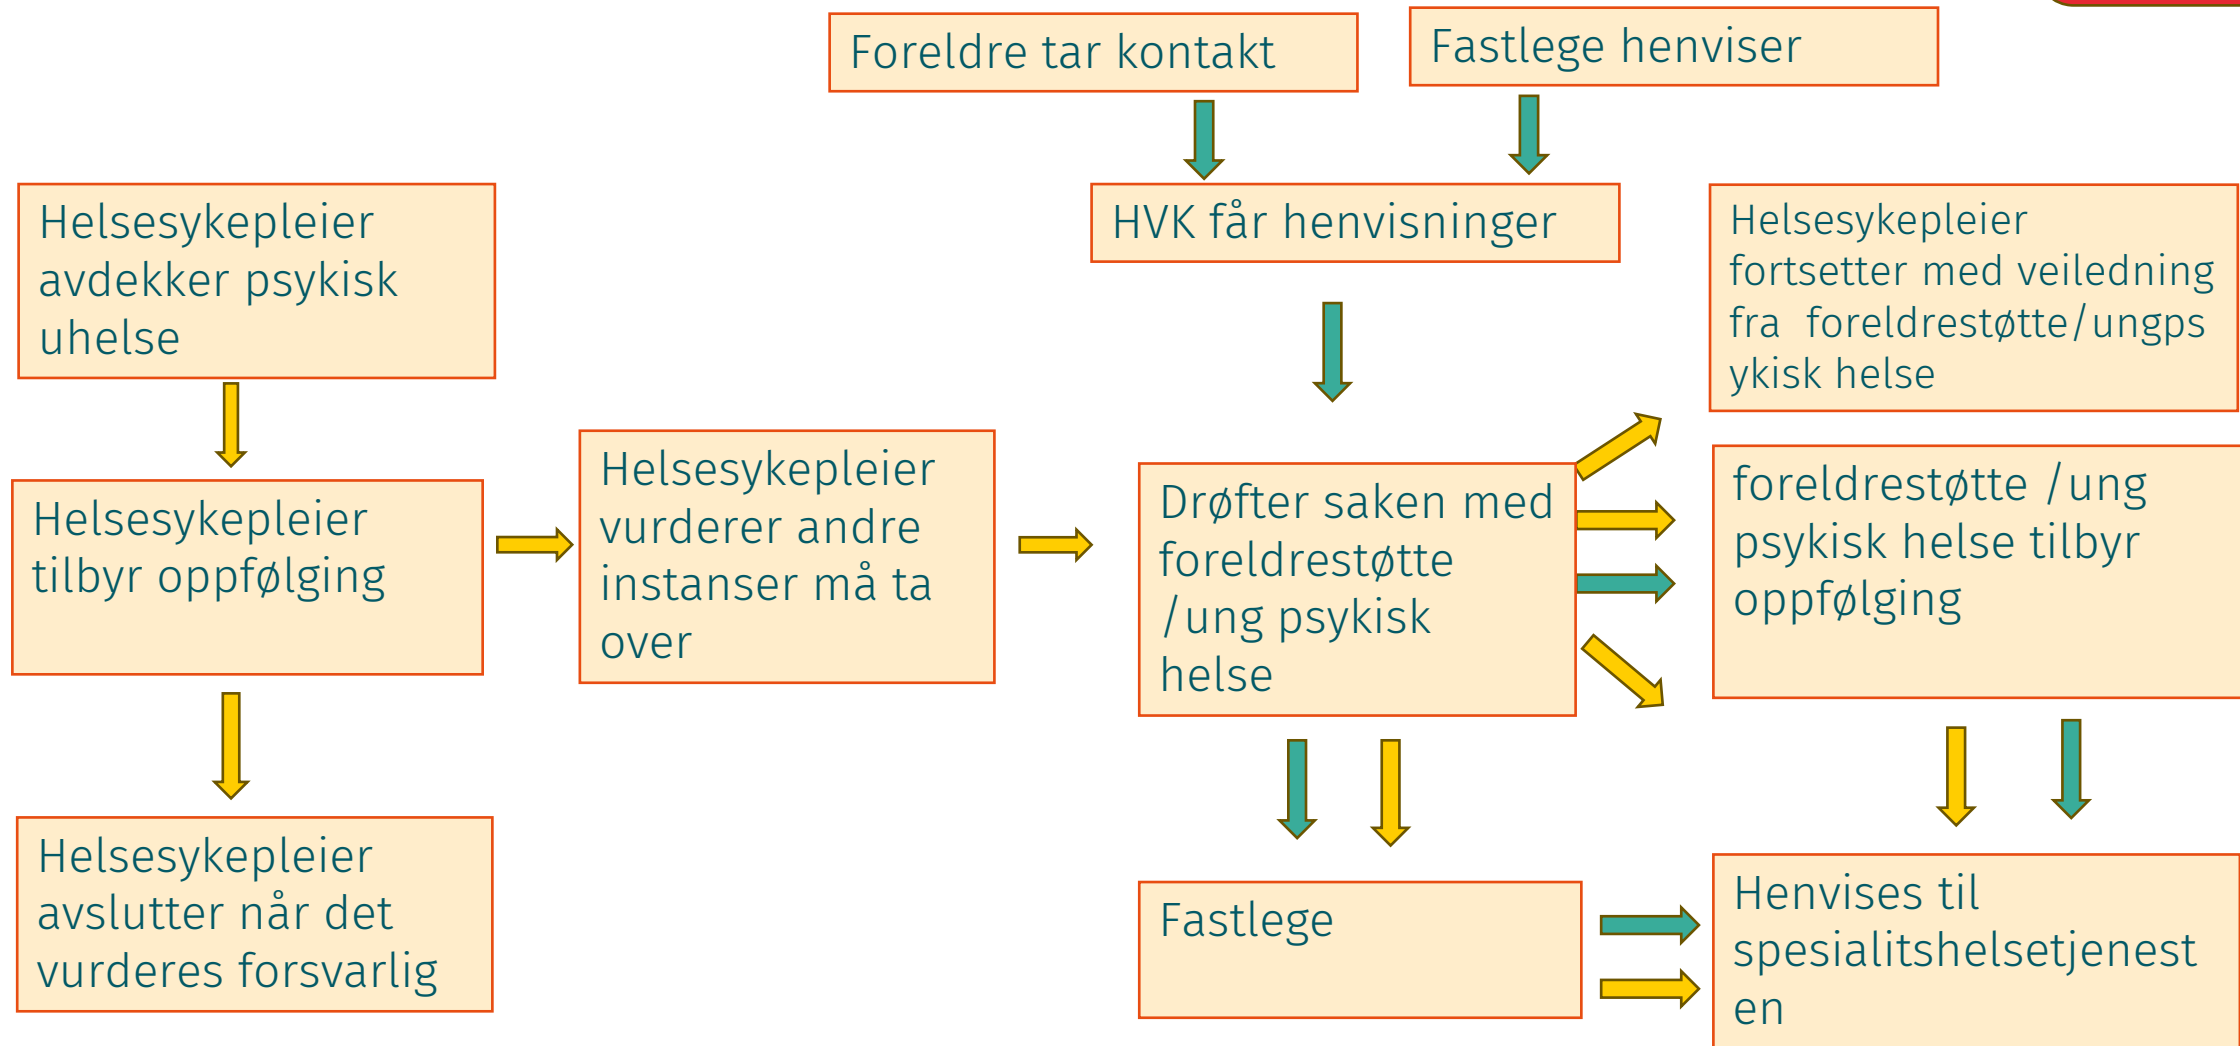 Foreldre tar kontakt
Fastlege henviser
Helsesykepleier
avdekker psykisk
uhelse
HVK får henvisninger
Helsesykepleier
fortsetter med veiledning
fra  foreldrestøtte/ungps
ykisk helse
Helsesykepleier
tilbyr oppfølging
Helsesykepleier
vurderer andre
instanser må ta
over
Drøfter saken med
foreldrestøtte
/ung psykisk
helse
foreldrestøtte /ung
psykisk helse tilbyr
oppfølging
Helsesykepleier
avslutter når det
vurderes forsvarlig
Fastlege
Henvises til
spesialitshelsetjenest
en